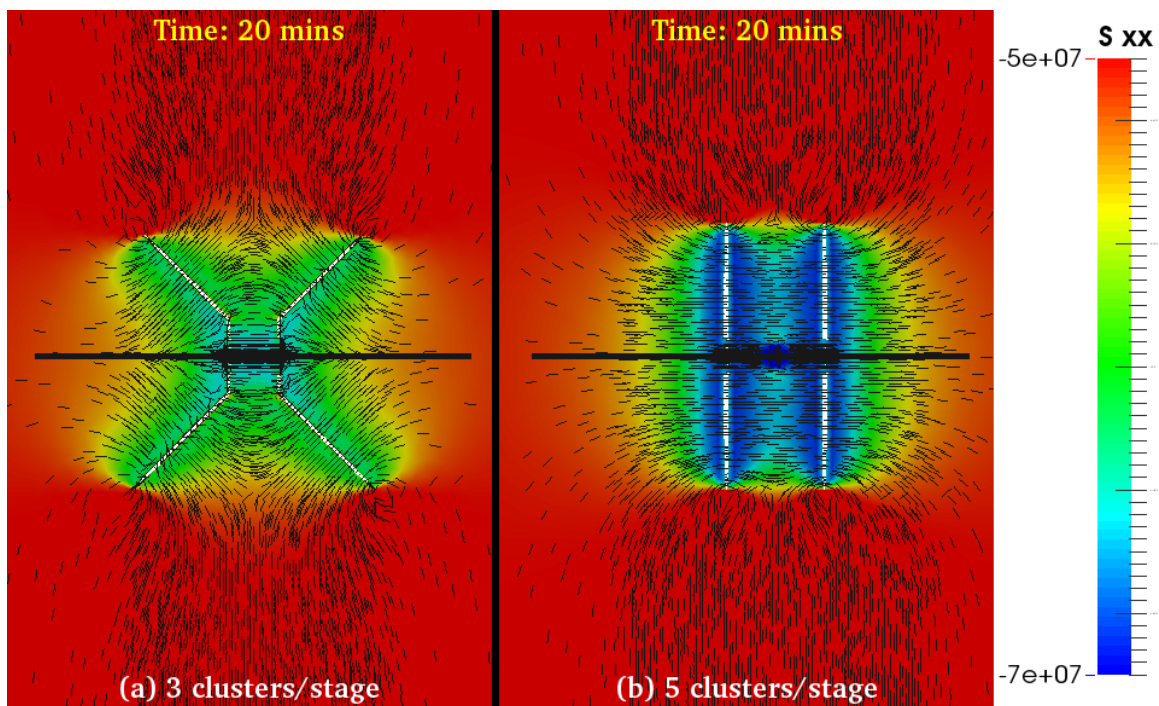 Time: 20 mins
Time: 20 mins
S xx
-5e+07
-7e+07
(a) 3 clusters/stage
(b) 5 clusters/stage